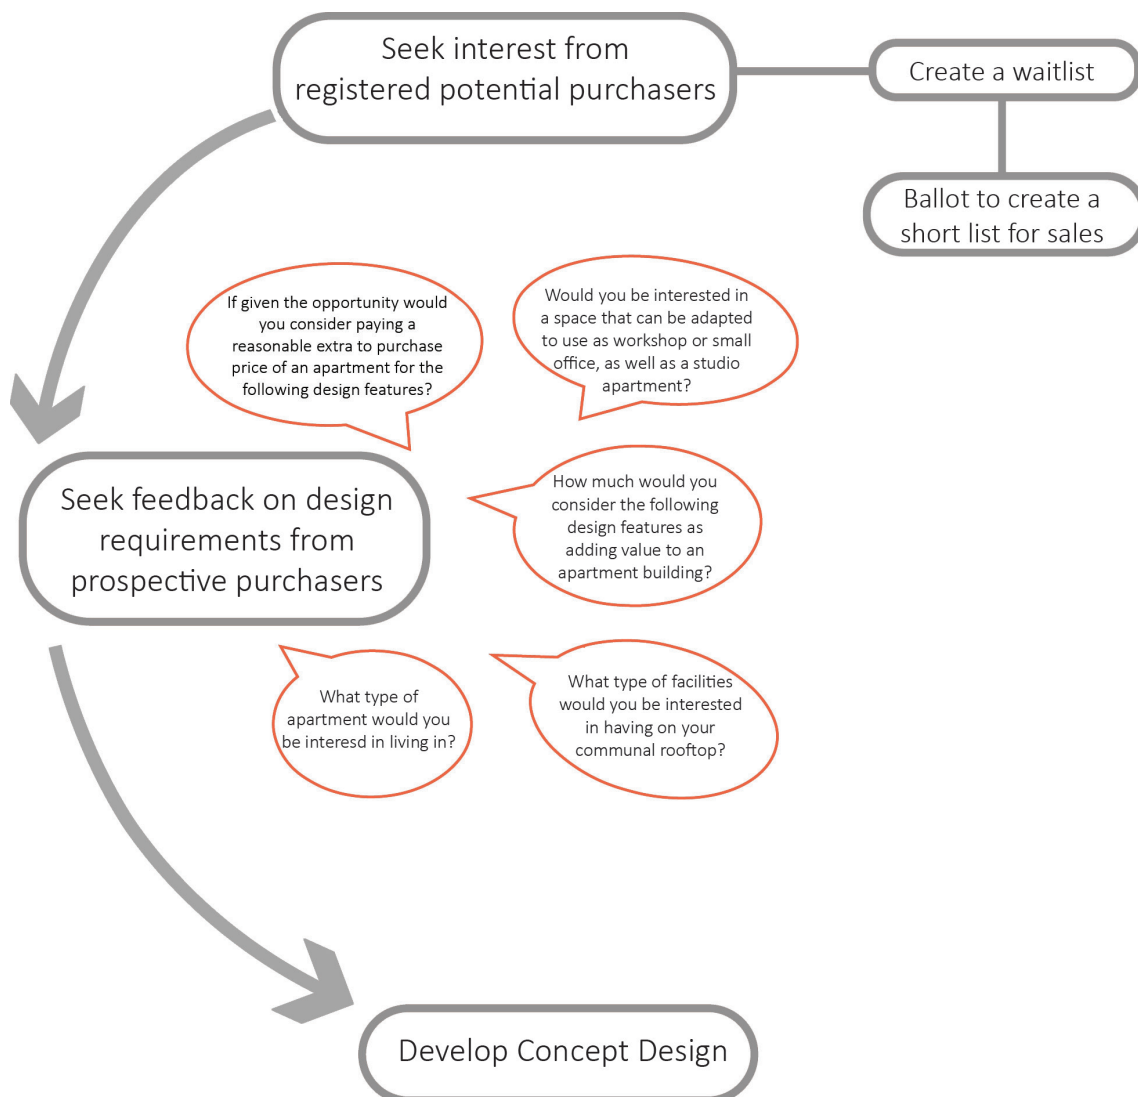 Seek interest from
registered potential purchasers
Create a waitlist
Ballot to create a
short list for sales
If given the opportunity would
you consider paying a
reasonable extra to purchase
price of an apartment for the
following design features?
Would you be interested in
a space that can be adapted
to use as workshop or small
office, as well as a studio
apartment?
Seek feedback on design
requirements from
prospective purchasers
How much would you
consider the following
design features as
adding value to an
apartment building?
What type of
apartment would you
be interesd in living in?
What type of facilities
would you be interested
in having on your
communal rooftop?
Develop Concept Design